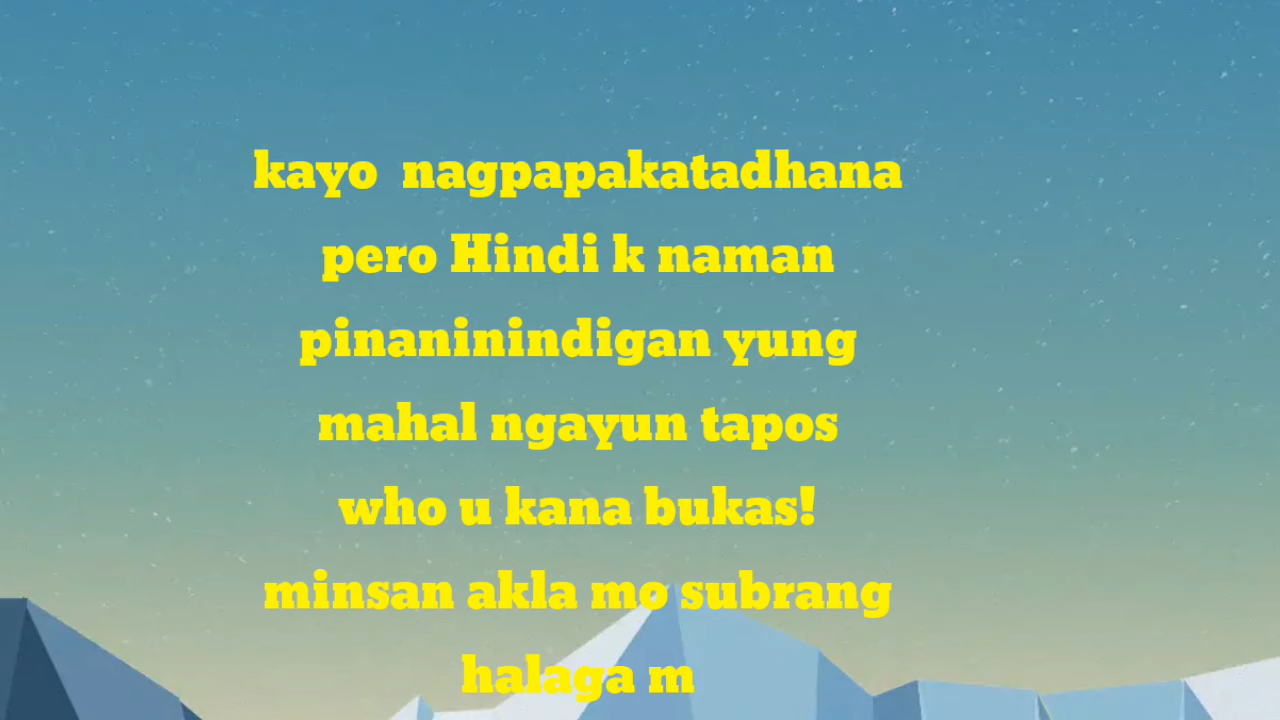 kayo nagpapakatadhana
pero Hindi k naman
pinaninindigan yung
mahal ngayun tapos
who u kana bukas!
minsan akla mo subrang
halaga m